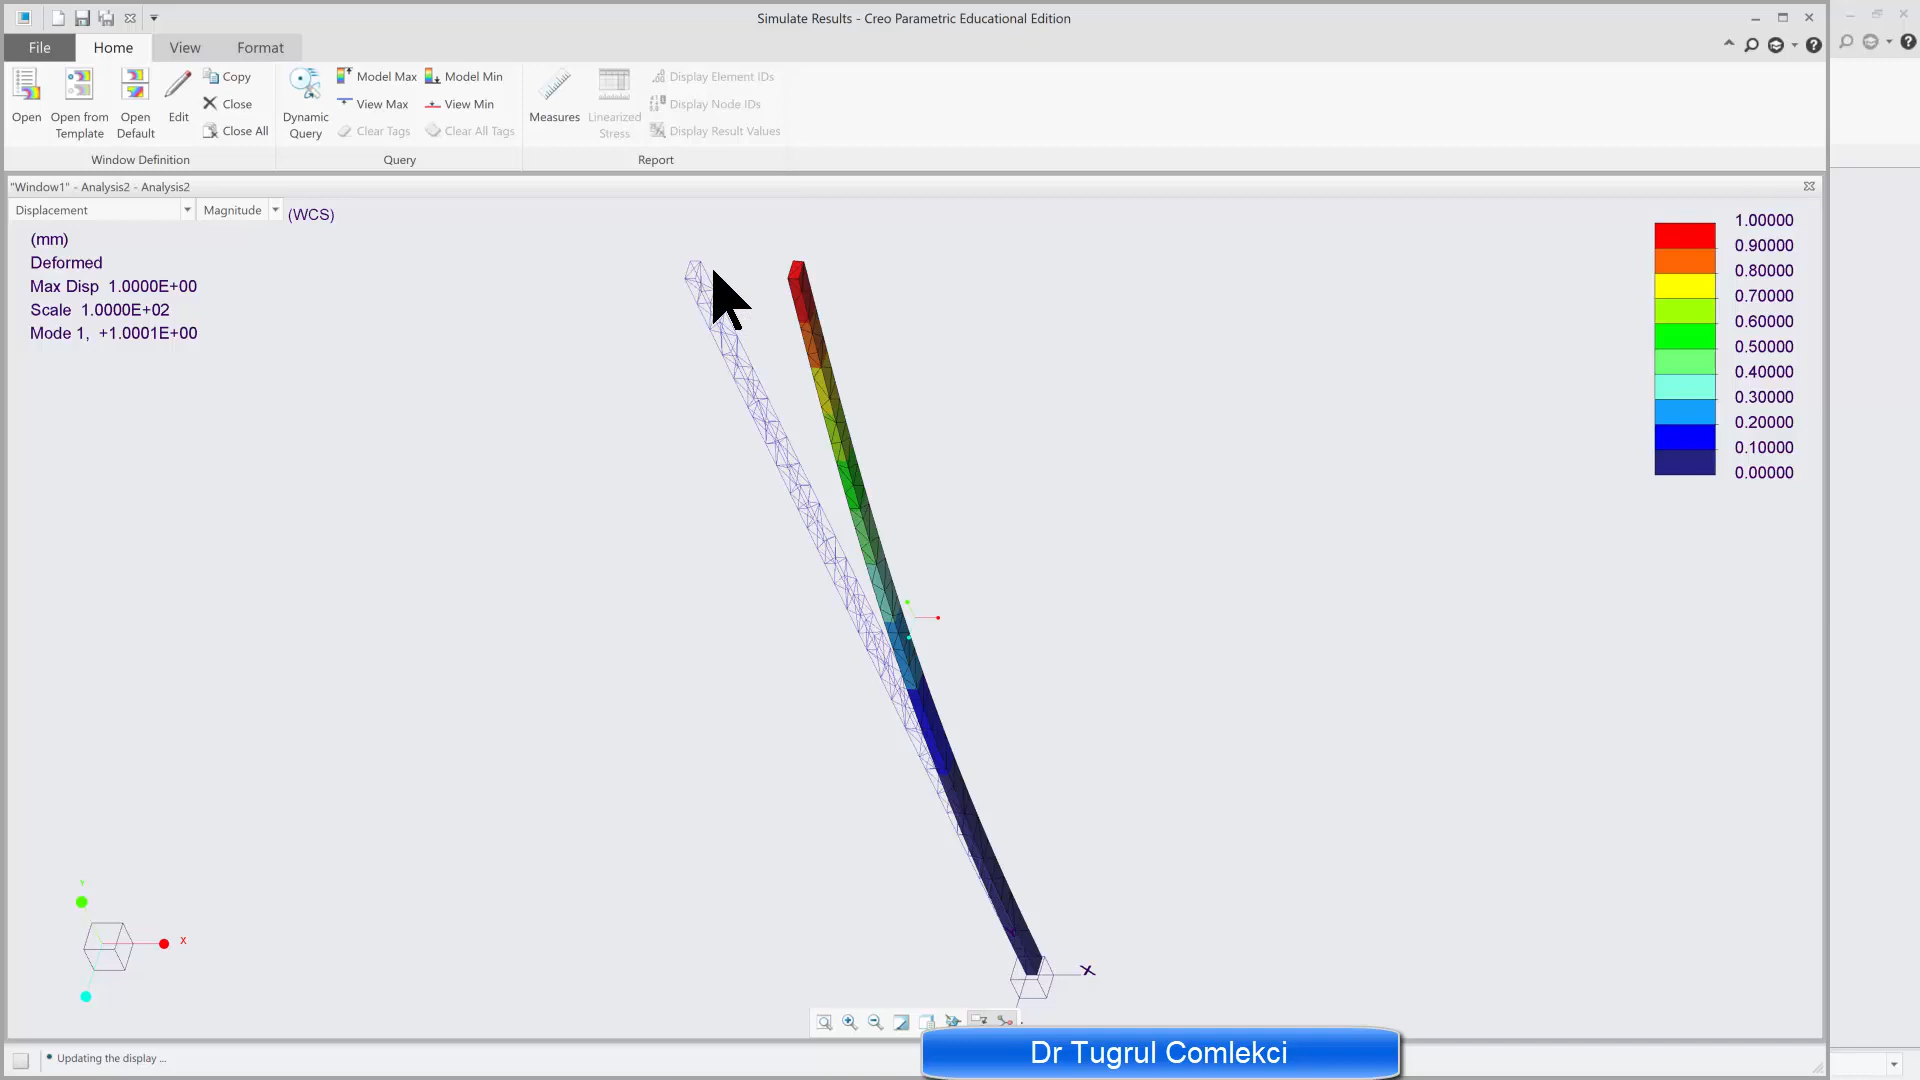 Simulate Results - Creo Parametric Educational Edition
File Home View Format
Open
Open from Template
Open Default
Edit
Copy
Close
Close All
Window Definition
Dynamic Query
Model Max
Model Min
View Max
View Min
Clear Tags
Clear All Tags
Query
Measures
Linearized Stress
Display Element IDs
Display Node IDs
Display Result Values
Report
"Window1" - Analysis2 - Analysis2
Displacement Magnitude (WCS)
(mm)
Deformed
Max Disp 1.0000E+00
Scale 1.0000E+02
Mode 1, +1.0001E+00
1.00000
0.90000
0.80000
0.70000
0.60000
0.50000
0.40000
0.30000
0.20000
0.10000
0.00000
Y
X
X
Updating the display ...
Dr Tugrul Comlekci